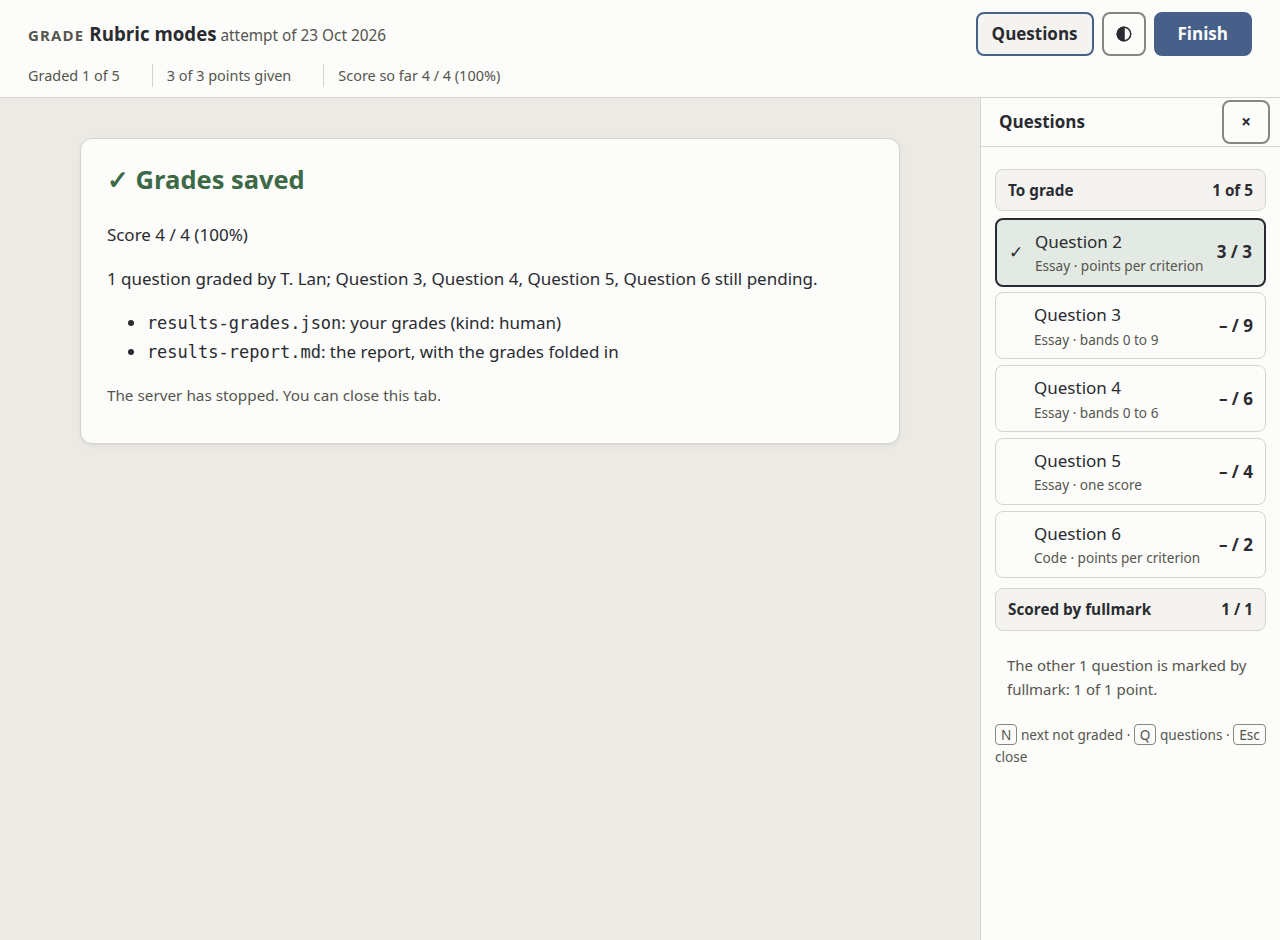 GRADE Rubric modes attempt of 23 Oct 2026
Questions
Finish
Graded 1 of 5
3 of 3 points given
Score so far 4 / 4 (100%)
✓ Grades saved
Score 4 / 4 (100%)
1 question graded by T. Lan; Question 3, Question 4, Question 5, Question 6 still pending.
• results-grades.json: your grades (kind: human)
• results-report.md: the report, with the grades folded in
The server has stopped. You can close this tab.
Questions
×
To grade 1 of 5
✓ Question 2 3 / 3
Essay · points per criterion
Question 3 – / 9
Essay · bands 0 to 9
Question 4 – / 6
Essay · bands 0 to 6
Question 5 – / 4
Essay · one score
Question 6 – / 2
Code · points per criterion
Scored by fullmark 1 / 1
The other 1 question is marked by
fullmark: 1 of 1 point.
N next not graded · Q questions · Esc
close